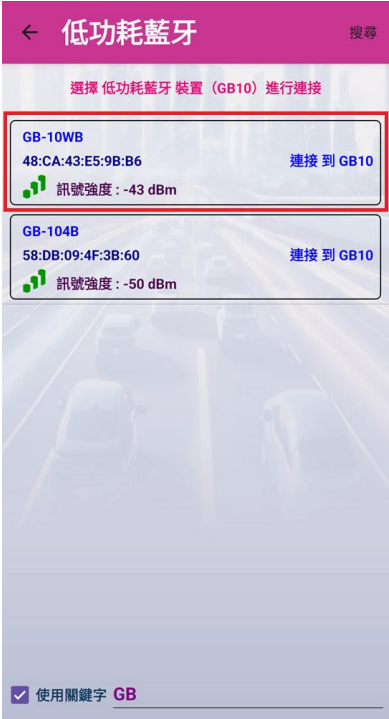 低功耗藍牙
搜尋
選擇 低功耗藍牙 裝置（GB10）進行連接
GB-10WB
48:CA:43:E5:9B:B6
連接 到 GB10
訊號強度 : -43 dBm
GB-104B
58:DB:09:4F:3B:60
連接 到 GB10
訊號強度 : -50 dBm
使用關鍵字 GB